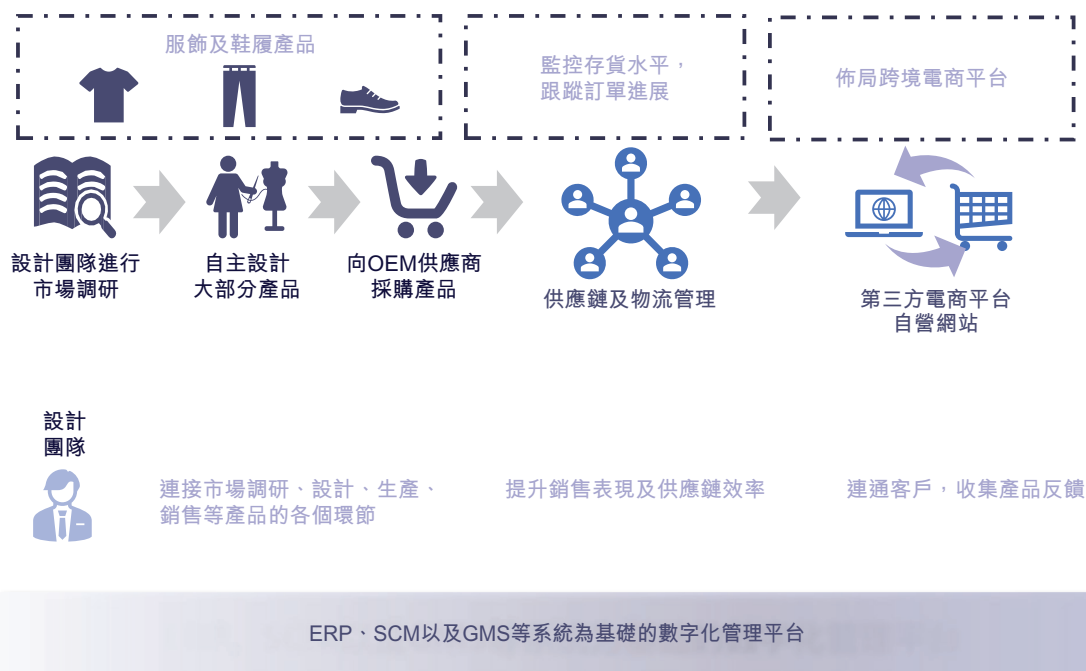 服飾及鞋履產品
監控存貨水平，
跟蹤訂單進展
佈局跨境電商平台
設計團隊進行
市場調研
自主設計
大部分產品
向OEM供應商
採購產品
供應鏈及物流管理
第三方電商平台
自營網站
設計
團隊
連接市場調研、設計、生產、
銷售等產品的各個環節
提升銷售表現及供應鏈效率
連通客戶，收集產品反饋
ERP、SCM以及GMS等系統為基礎的數字化管理平台